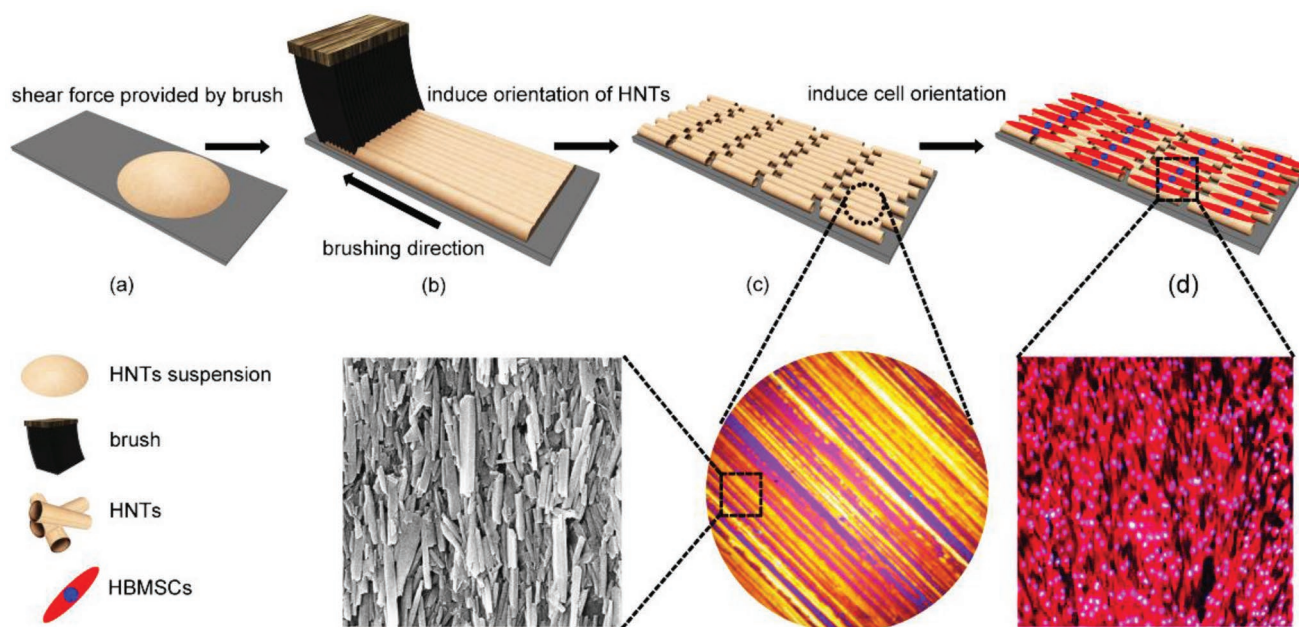 shear force provided by brush
induce orientation of HNTs
induce cell orientation
brushing direction
(a)
(b)
(c)
(d)
HNTs suspension
brush
HNTs
HBMSCs